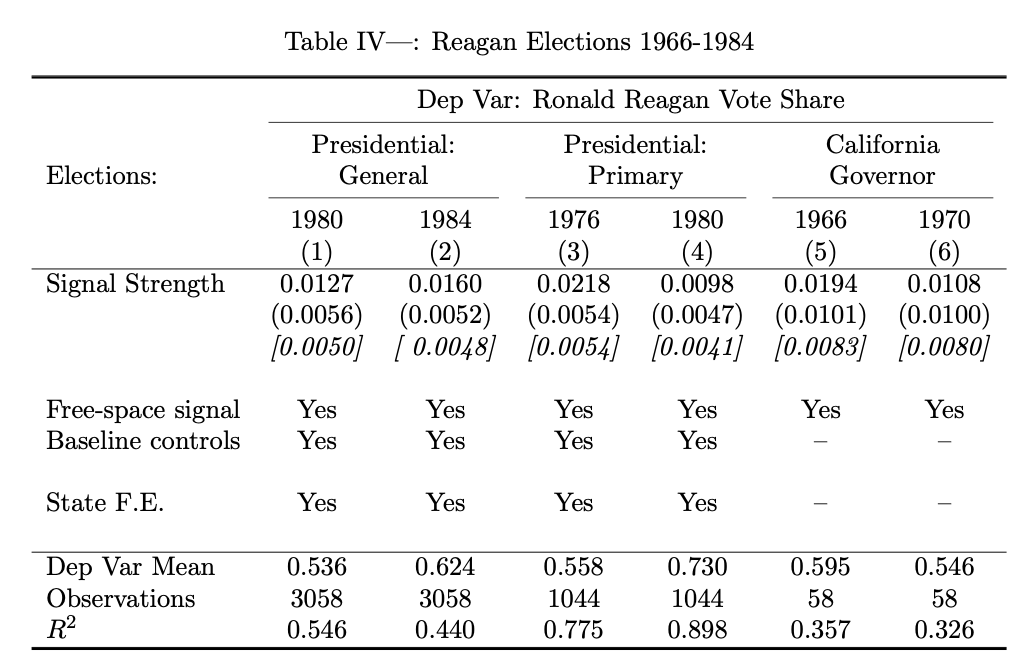 Table IV—: Reagan Elections 1966-1984
Dep Var: Ronald Reagan Vote Share
Presidential: Presidential: California
Elections: General Primary Governor
1980 1984 1976 1980 1966 1970
(1) (2) (3) (4) (5) (6)
Signal Strength 0.0127 0.0160 0.0218 0.0098 0.0194 0.0108
(0.0056) (0.0052) (0.0054) (0.0047) (0.0101) (0.0100)
[0.0050] [ 0.0048] [0.0054] [0.0041] [0.0083] [0.0080]
Free-space signal Yes Yes Yes Yes Yes Yes
Baseline controls Yes Yes Yes Yes – –
State F.E. Yes Yes Yes Yes – –
Dep Var Mean 0.536 0.624 0.558 0.730 0.595 0.546
Observations 3058 3058 1044 1044 58 58
R² 0.546 0.440 0.775 0.898 0.357 0.326